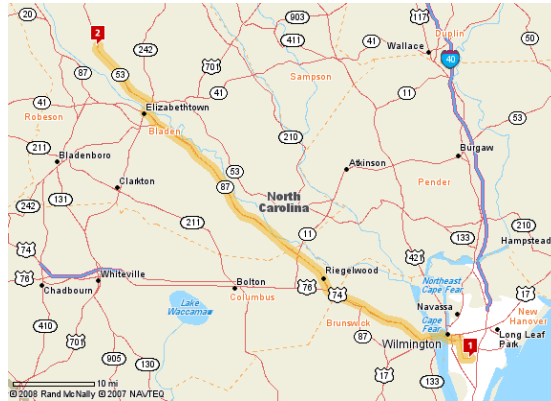 20
2
242
903
411
41
117
Duplin
50
Wallace
40
87
53
701
Sampson
41
11
Elizabethtown
Robeson
41
Bladen
53
211
210
Burgaw
Bladenboro
53
Atkinson
Clarkton
87
Pender
242
131
North
Carolina
211
11
133
210
Hampstead
74
421
76
Whiteville
Riegelwood
Northeast
Cape Fear
17
Chadbourn
Bolton
76
74
Navassa
New
Hanover
Lake
Waccamaw
Columbus
Cape
Fear
410
Brunswick
87
Wilmington
1
Long Leaf
Park
701
905
130
17
133
10 mi
©2008 Rand McNally ©2007 NAVTEQ